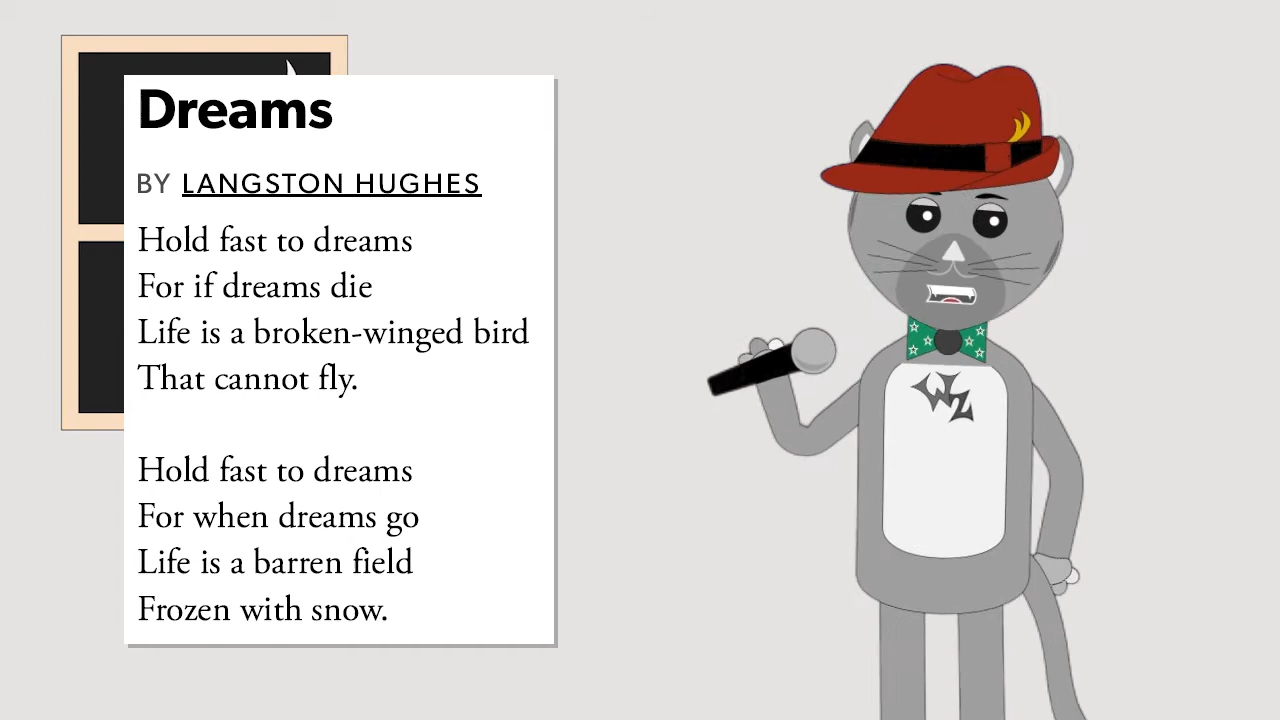 Dreams
BY LANGSTON HUGHES
Hold fast to dreams
For if dreams die
Life is a broken-winged bird
That cannot fly.
Hold fast to dreams
For when dreams go
Life is a barren field
Frozen with snow.
WZ